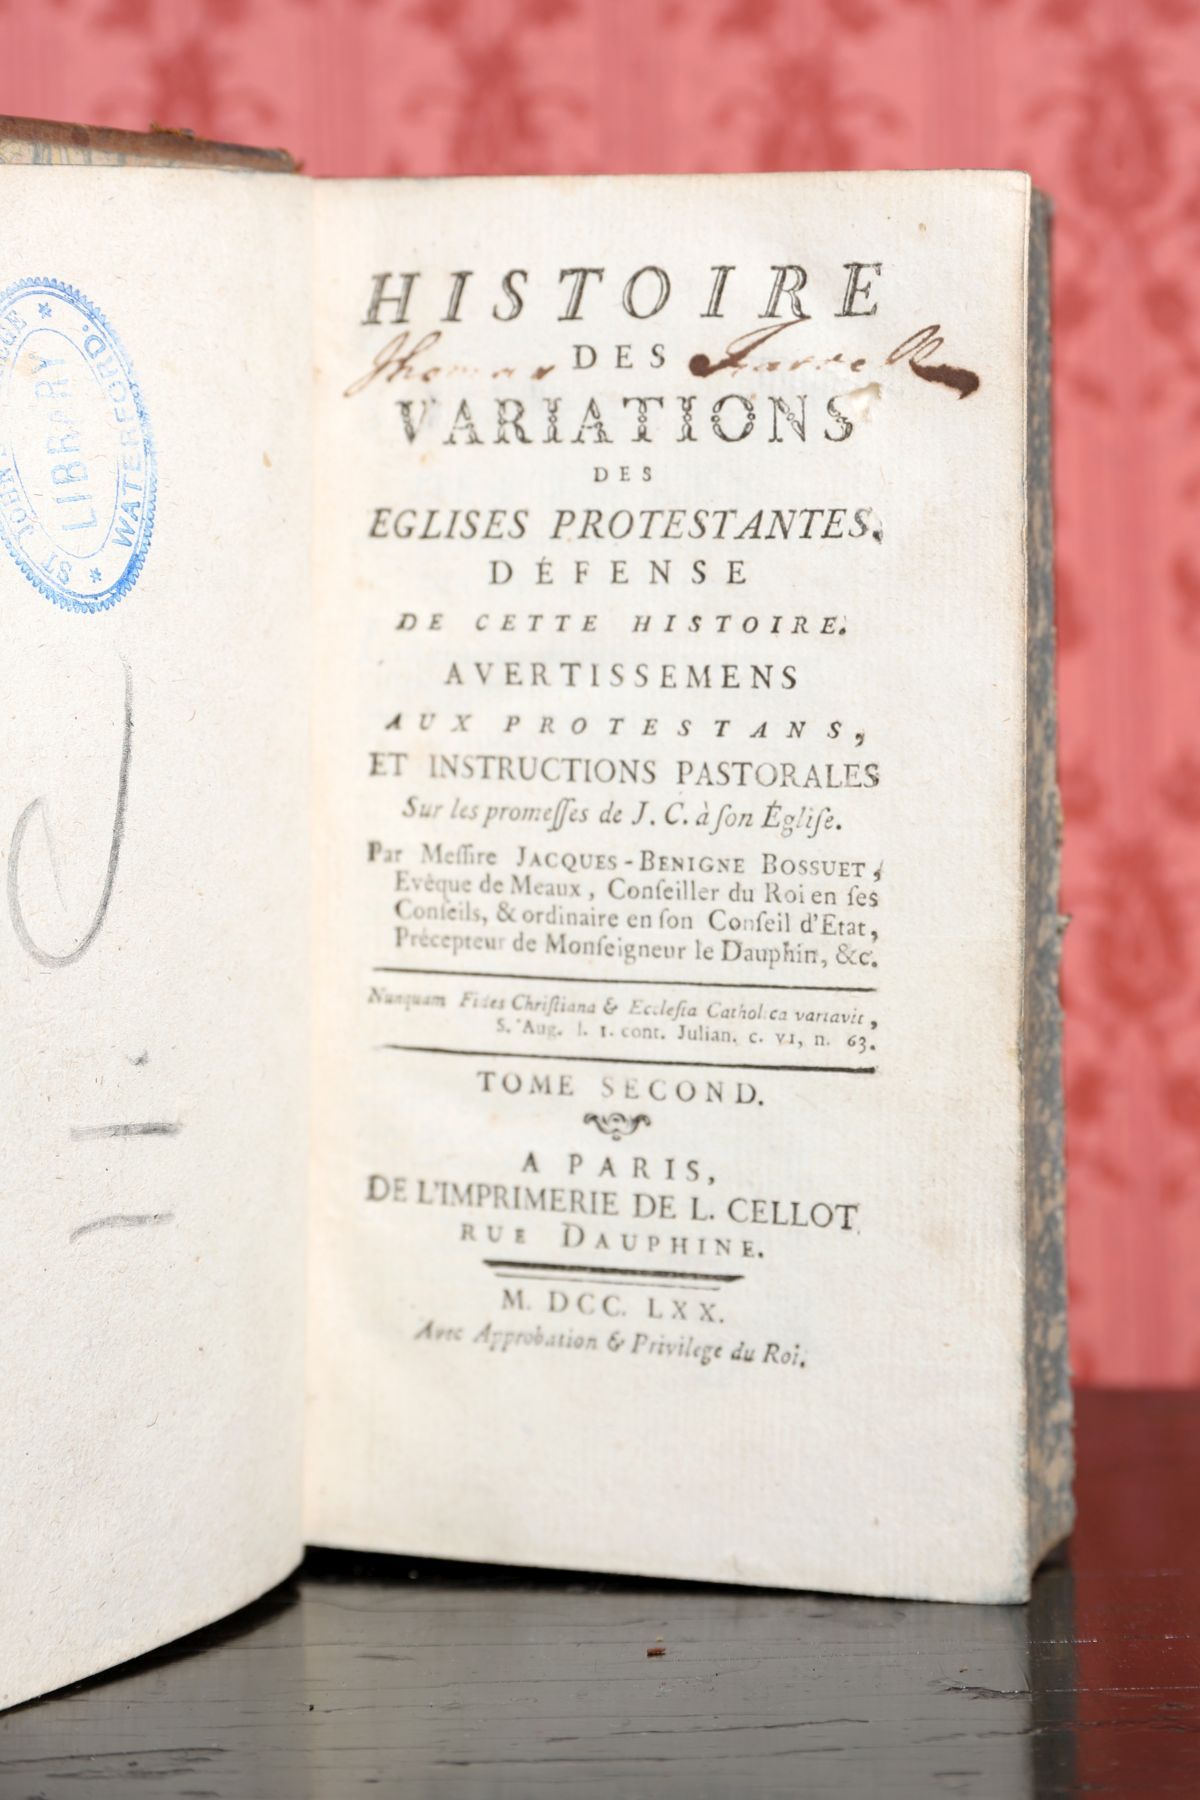 ST JOHN'S
LIBRARY
WATERFORD.
HISTOIRE
Thomas DES Farrell
VARIATIONS
DES
EGLISES PROTESTANTES.
DÉFENSE
DE CETTE HISTOIRE.
AVERTISSEMENS
AUX PROTESTANS,
ET INSTRUCTIONS PASTORALES
Sur les promeſſes de J. C. à ſon Égliſe.
Par Meſſire JACQUES-BENIGNE BOSSUET,
Evêque de Meaux, Conſeiller du Roi en ſes
Conſeils, & ordinaire en ſon Conſeil d'Etat,
Précepteur de Monſeigneur le Dauphin, &c.
Nunquam Fides Chriſtiana & Eccleſia Catholica variavit,
S. Aug. l. 1. cont. Julian. c. VI, n. 63.
TOME SECOND.
A PARIS,
DE L'IMPRIMERIE DE L. CELLOT
RUE DAUPHINE.
M. DCC. LXX.
Avec Approbation & Privilege du Roi.